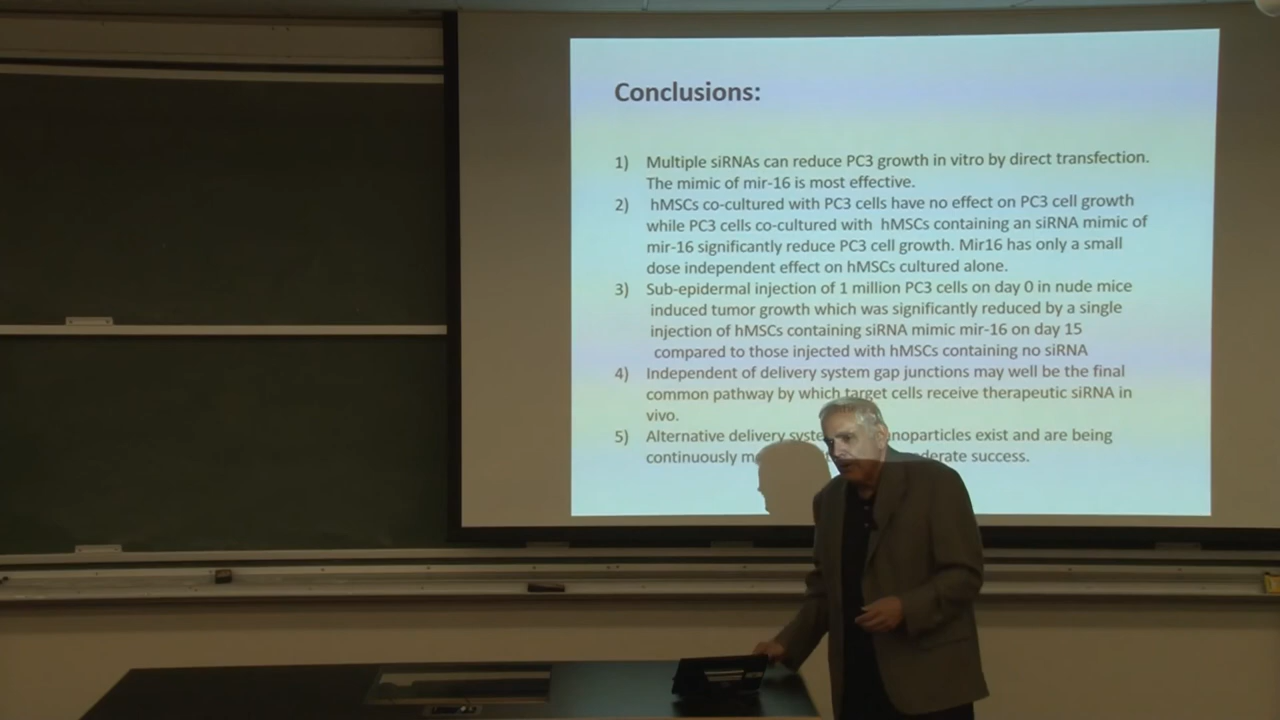 Conclusions:
1) Multiple siRNAs can reduce PC3 growth in vitro by direct transfection.
The mimic of mir-16 is most effective.
2) hMSCs co-cultured with PC3 cells have no effect on PC3 cell growth
while PC3 cells co-cultured with hMSCs containing an siRNA mimic of
mir-16 significantly reduce PC3 cell growth. Mir16 has only a small
dose independent effect on hMSCs cultured alone.
3) Sub-epidermal injection of 1 million PC3 cells on day 0 in nude mice
induced tumor growth which was significantly reduced by a single
injection of hMSCs containing siRNA mimic mir-16 on day 15
compared to those injected with hMSCs containing no siRNA
4) Independent of delivery system gap junctions may well be the final
common pathway by which target cells receive therapeutic siRNA in
vivo.
5) Alternative delivery exist and are being
continuously success.